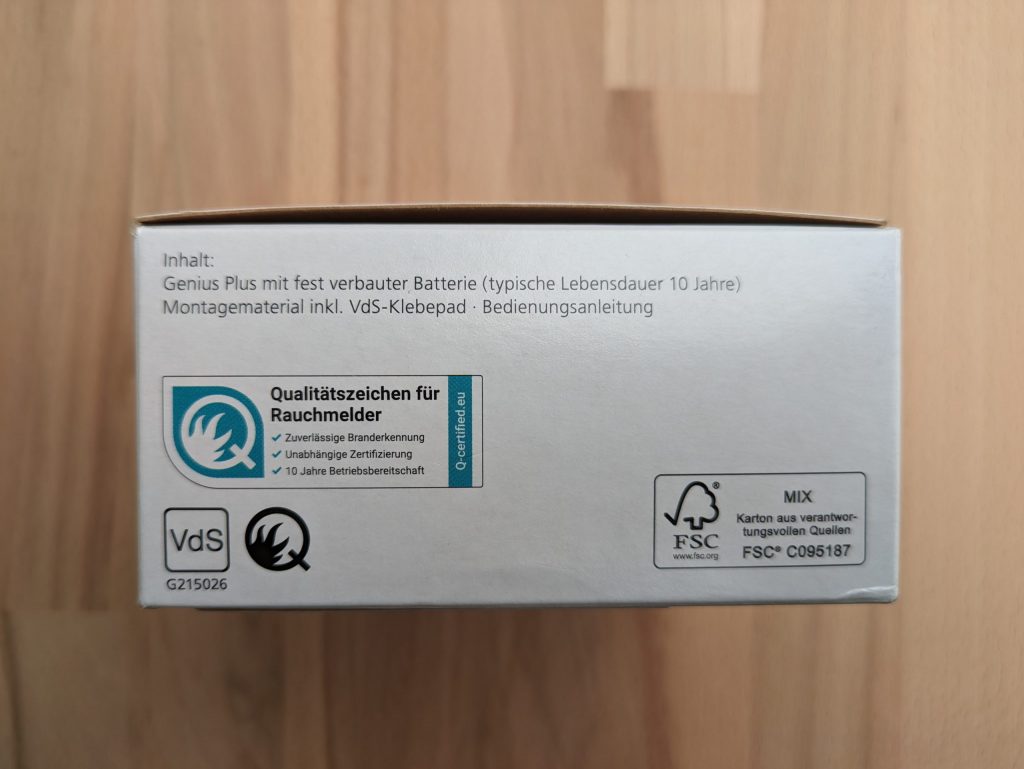 Inhalt:
Genius Plus mit fest verbauter Batterie (typische Lebensdauer 10 Jahre)
Montagematerial inkl. VdS-Klebepad · Bedienungsanleitung
Qualitätszeichen für
Rauchmelder
✓ Zuverlässige Branderkennung
✓ Unabhängige Zertifizierung
✓ 10 Jahre Betriebsbereitschaft
Q-certified.eu
VdS
G215026
®
FSC
www.fsc.org
MIX
Karton aus verantwor-
tungsvollen Quellen
FSC® C095187